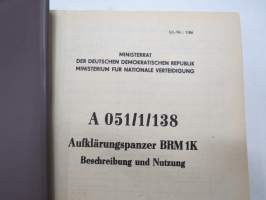 MINISTERRAT
DER DEUTSCHEN DEMOKRATISCHEN REPUBLIK
MINISTERIUM FÜR NATIONALE VERTEIDIGUNG
A 051/1/138
Aufklärungspanzer BRM 1K
Beschreibung und Nutzung